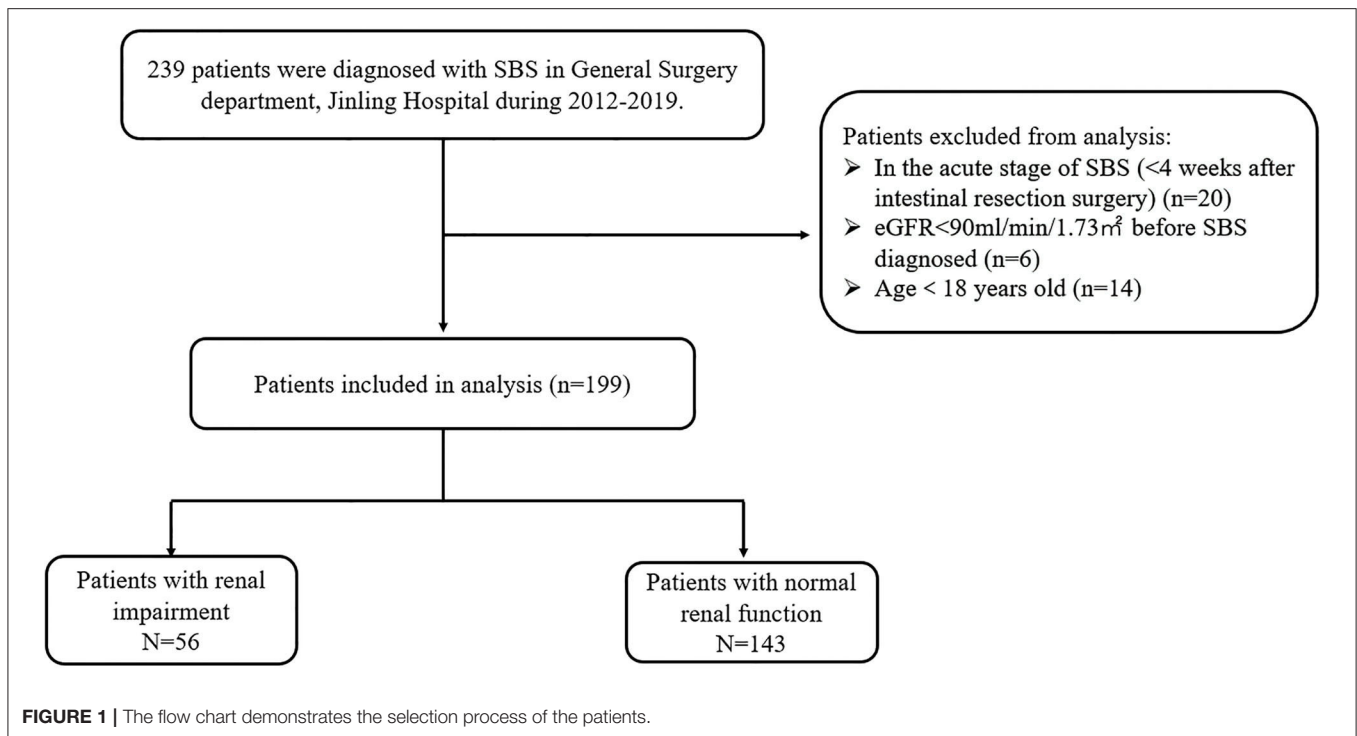 239 patients were diagnosed with SBS in General Surgery
department, Jinling Hospital during 2012-2019.
Patients excluded from analysis:
➢ In the acute stage of SBS (<4 weeks after
intestinal resection surgery) (n=20)
➢ eGFR<90ml/min/1.73㎡ before SBS
diagnosed (n=6)
➢ Age < 18 years old (n=14)
Patients included in analysis (n=199)
Patients with renal
impairment
N=56
Patients with normal
renal function
N=143
FIGURE 1 | The flow chart demonstrates the selection process of the patients.